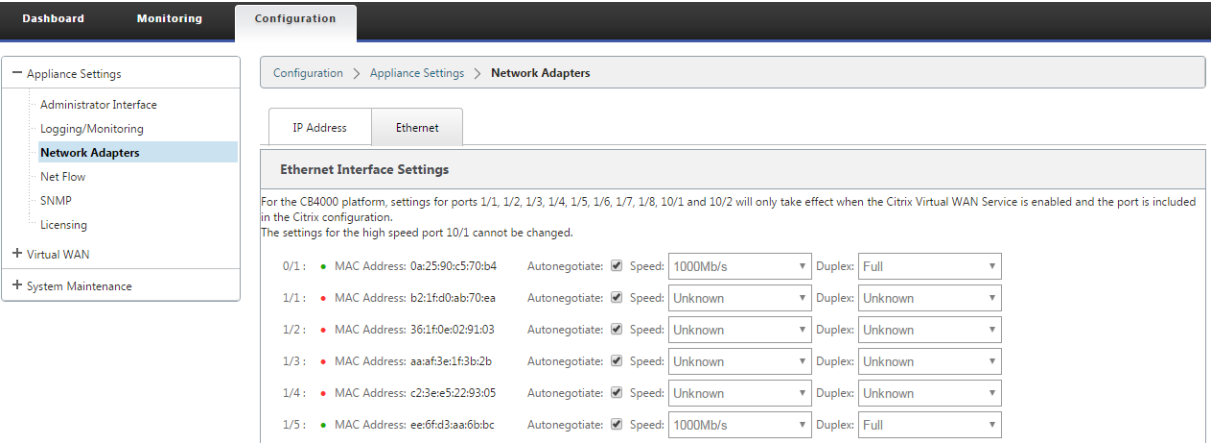 Dashboard Monitoring Configuration
Appliance Settings
Administrator Interface
Logging/Monitoring
Network Adapters
Net Flow
SNMP
Licensing
Virtual WAN
System Maintenance
Configuration > Appliance Settings > Network Adapters
IP Address Ethernet
Ethernet Interface Settings
For the CB4000 platform, settings for ports 1/1, 1/2, 1/3, 1/4, 1/5, 1/6, 1/7, 1/8, 10/1 and 10/2 will only take effect when the Citrix Virtual WAN Service is enabled and the port is included
in the Citrix configuration.
The settings for the high speed port 10/1 cannot be changed.
0/1 : MAC Address: 0a:25:90:c5:70:b4 Autonegotiate: Speed: 1000Mb/s Duplex: Full
1/1 : MAC Address: b2:1f:d0:ab:70:ea Autonegotiate: Speed: Unknown Duplex: Unknown
1/2 : MAC Address: 36:1f:0e:02:91:03 Autonegotiate: Speed: Unknown Duplex: Unknown
1/3 : MAC Address: aa:af:3e:1f:3b:2b Autonegotiate: Speed: Unknown Duplex: Unknown
1/4 : MAC Address: c2:3e:e5:22:93:05 Autonegotiate: Speed: Unknown Duplex: Unknown
1/5 : MAC Address: ee:6f:d3:aa:6b:bc Autonegotiate: Speed: 1000Mb/s Duplex: Full